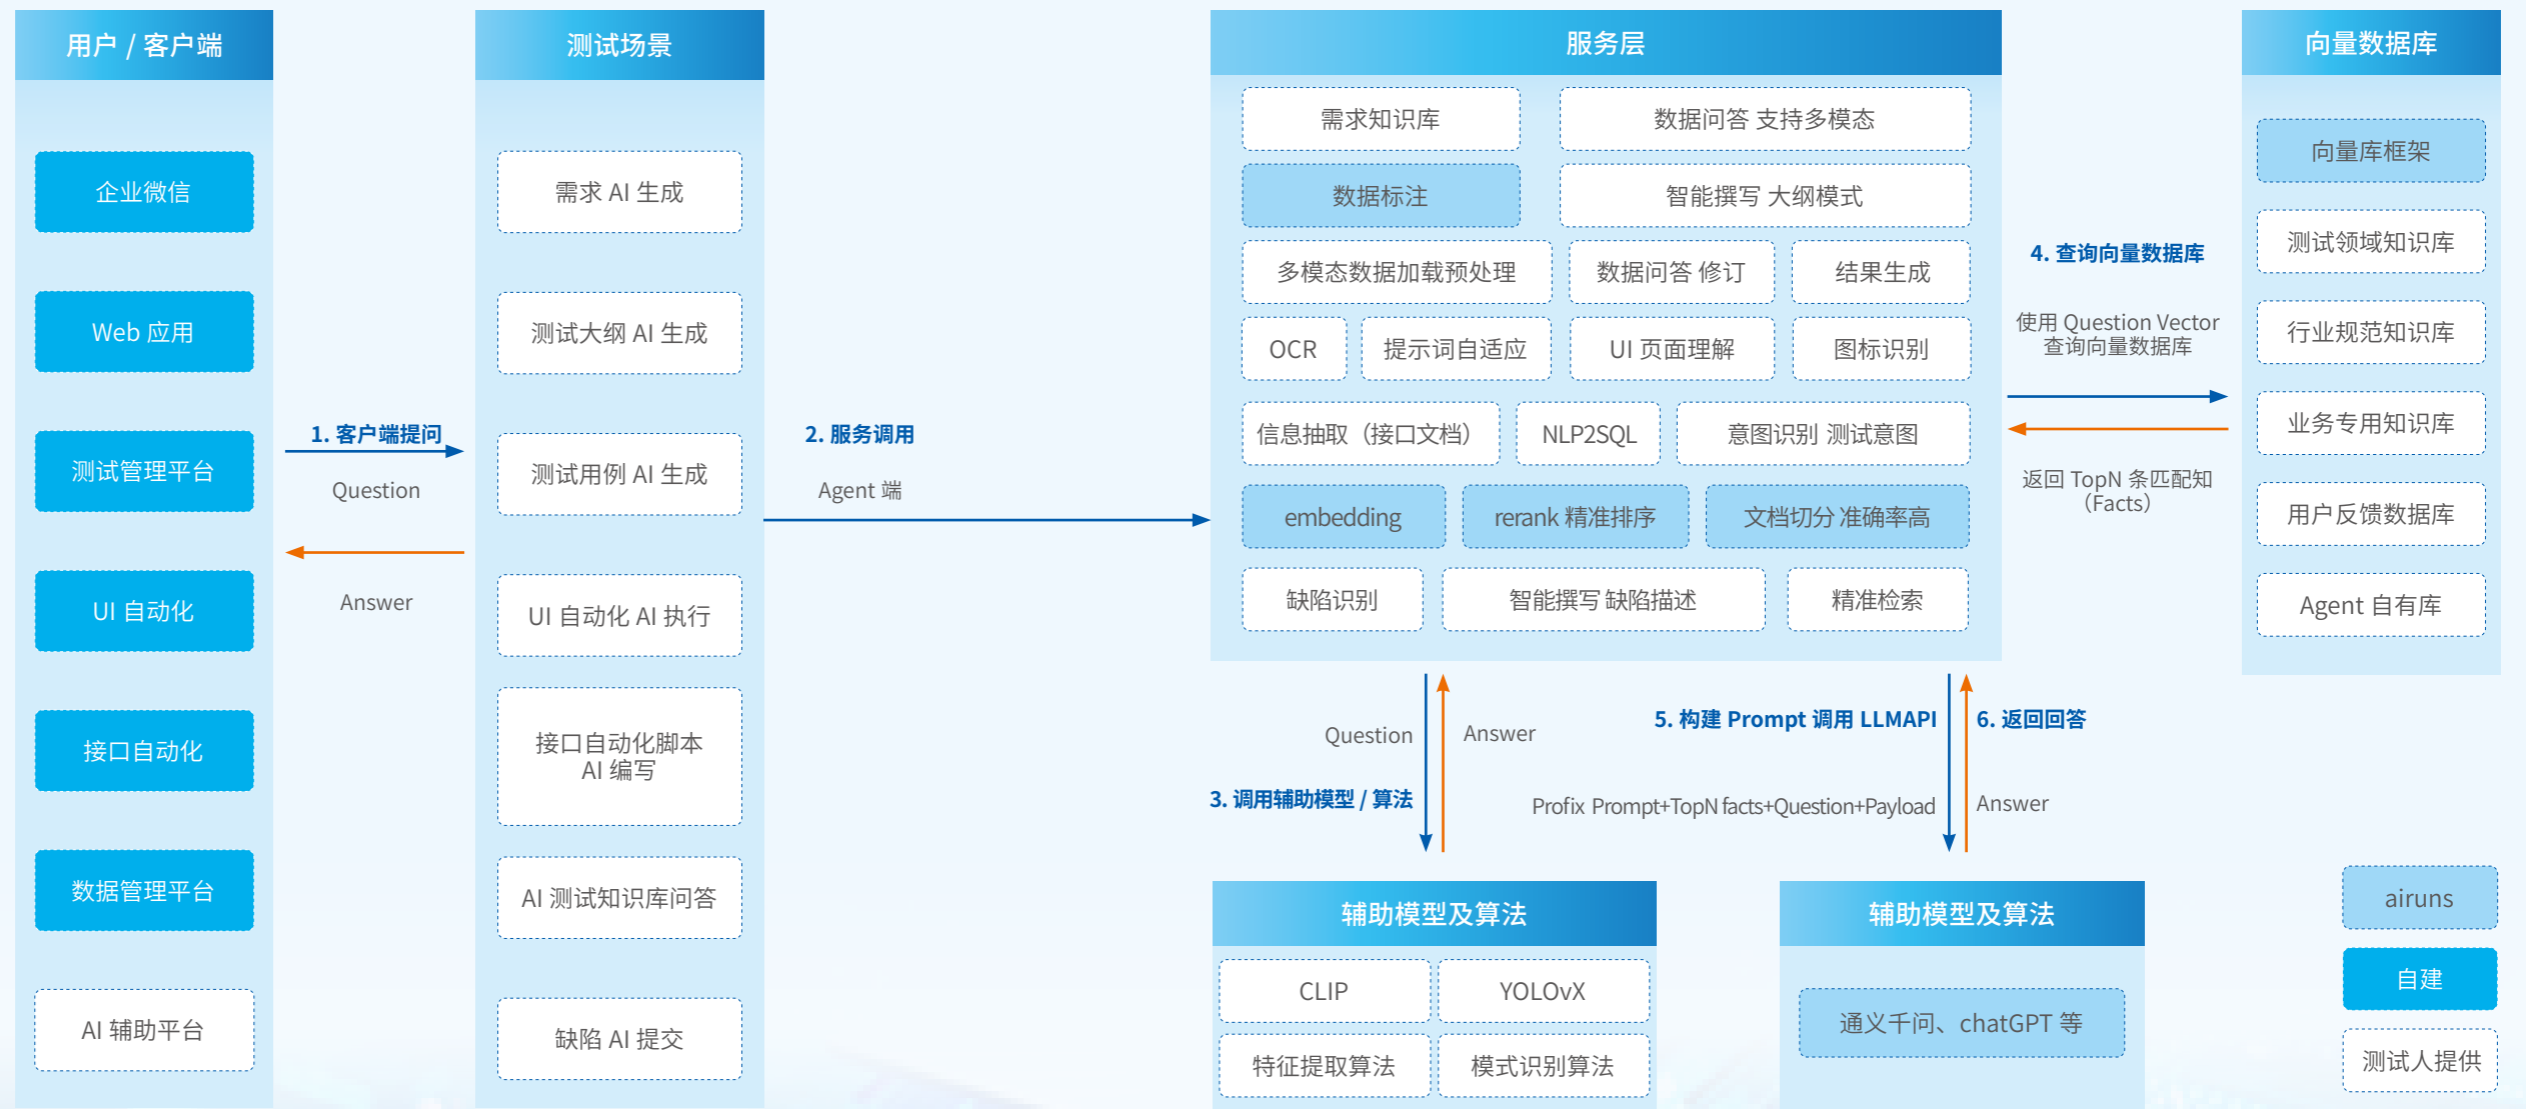 用户 / 客户端
企业微信
Web 应用
测试管理平台
UI 自动化
接口自动化
数据管理平台
AI 辅助平台
1. 客户端提问
Question
Answer
测试场景
需求 AI 生成
测试大纲 AI 生成
测试用例 AI 生成
UI 自动化 AI 执行
接口自动化脚本
AI 编写
AI 测试知识库问答
缺陷 AI 提交
2. 服务调用
Agent 端
服务层
需求知识库
数据问答 支持多模态
数据标注
智能撰写 大纲模式
多模态数据加载预处理
数据问答 修订
结果生成
OCR
提示词自适应
UI 页面理解
图标识别
信息抽取（接口文档）
NLP2SQL
意图识别 测试意图
embedding
rerank 精准排序
文档切分 准确率高
缺陷识别
智能撰写 缺陷描述
精准检索
4. 查询向量数据库
使用 Question Vector
查询向量数据库
返回 TopN 条匹配知
（Facts）
向量数据库
向量库框架
测试领域知识库
行业规范知识库
业务专用知识库
用户反馈数据库
Agent 自有库
Question
Answer
3. 调用辅助模型 / 算法
5. 构建 Prompt 调用 LLMAPI
6. 返回回答
Profix Prompt+TopN facts+Question+Payload
Answer
辅助模型及算法
CLIP
YOLOvX
特征提取算法
模式识别算法
辅助模型及算法
通义千问、chatGPT 等
airuns
自建
测试人提供